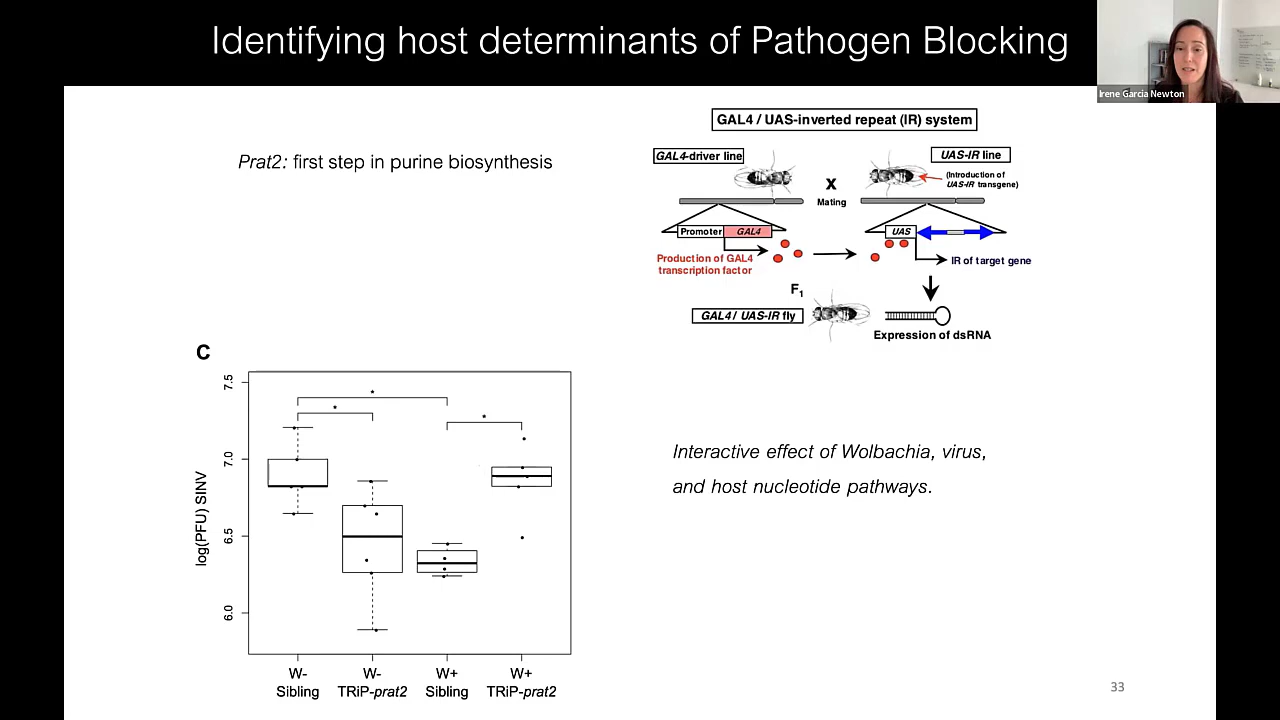 Identifying host determinants of Pathogen Blocking
Irene Garcia Newton
Prat2: first step in purine biosynthesis
GAL4 / UAS-inverted repeat (IR) system
GAL4-driver line
UAS-IR line
(Introduction of
UAS-IR transgene)
X
Mating
Promoter
GAL4
UAS
Production of GAL4
transcription factor
IR of target gene
F1
GAL4 / UAS-IR fly
Expression of dsRNA
C
7.5
7.0
6.5
6.0
log(PFU) SINV
*
*
*
W-
Sibling
W-
TRiP-prat2
W+
Sibling
W+
TRiP-prat2
Interactive effect of Wolbachia, virus,
and host nucleotide pathways.
33